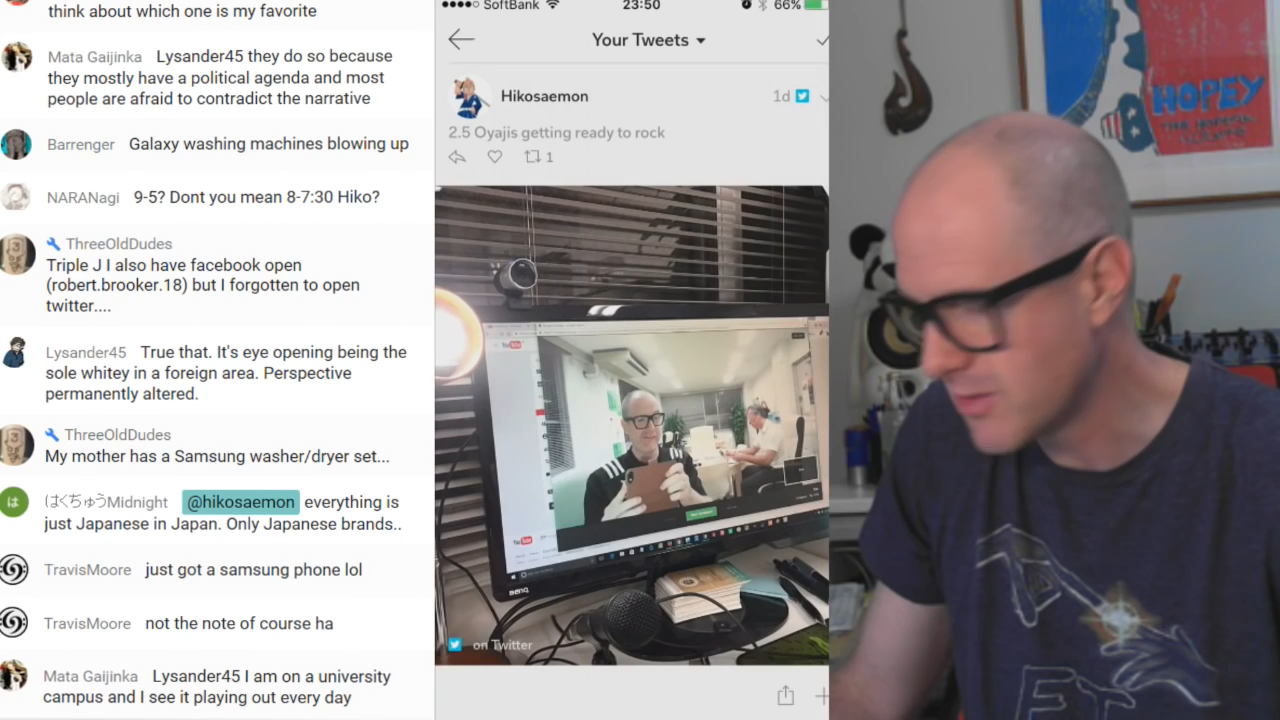 think about which one is my favorite
Mata Gaijinka Lysander45 they do so because
they mostly have a political agenda and most
people are afraid to contradict the narrative
Barrenger Galaxy washing machines blowing up
NARANagi 9-5? Dont you mean 8-7:30 Hiko?
ThreeOldDudes
Triple J I also have facebook open
(robert.brooker.18) but I forgotten to open
twitter....
Lysander45 True that. It's eye opening being the
sole whitey in a foreign area. Perspective
permanently altered.
ThreeOldDudes
My mother has a Samsung washer/dryer set...
はくちゅうMidnight @hikosaemon everything is
just Japanese in Japan. Only Japanese brands..
TravisMoore just got a samsung phone lol
TravisMoore not the note of course ha
Mata Gaijinka Lysander45 I am on a university
campus and I see it playing out every day
SoftBank 23:50 66%
Your Tweets
Hikosaemon 1d
2.5 Oyajis getting ready to rock
1
YouTube
YouTube
BenQ
on Twitter
HOPEY
THE HOPEFUL
ET